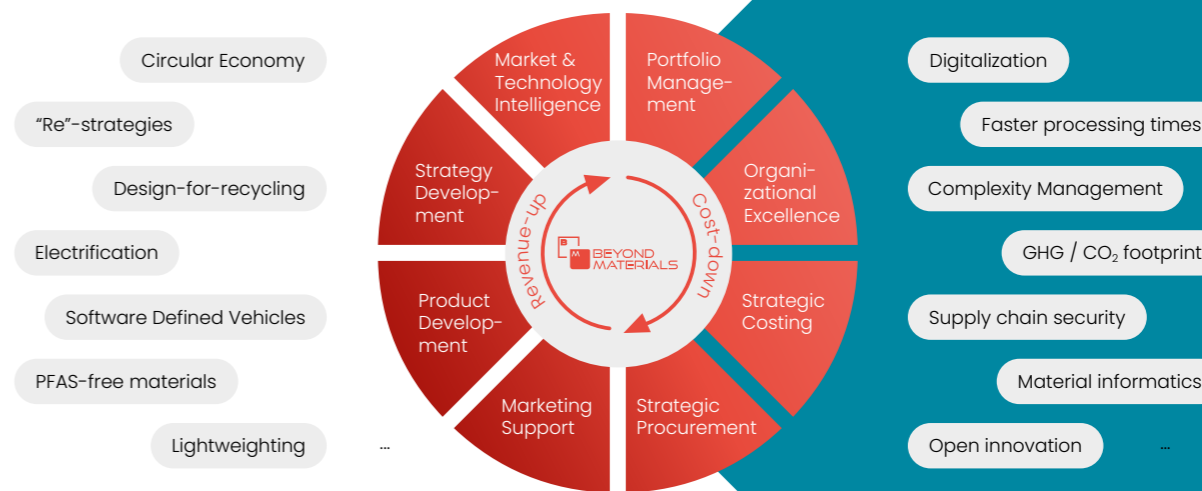 Circular Economy
“Re”-strategies
Design-for-recycling
Electrification
Software Defined Vehicles
PFAS-free materials
Lightweighting
...
Market &
Technology
Intelligence
Portfolio
Manage-
ment
Strategy
Develop-
ment
Organi-
zational
Excellence
Revenue-up
Cost-down
B
M
BEYOND
MATERIALS
Product
Develop-
ment
Strategic
Costing
Marketing
Support
Strategic
Procurement
Digitalization
Faster processing times
Complexity Management
GHG / CO₂ footprint
Supply chain security
Material informatics
Open innovation
...